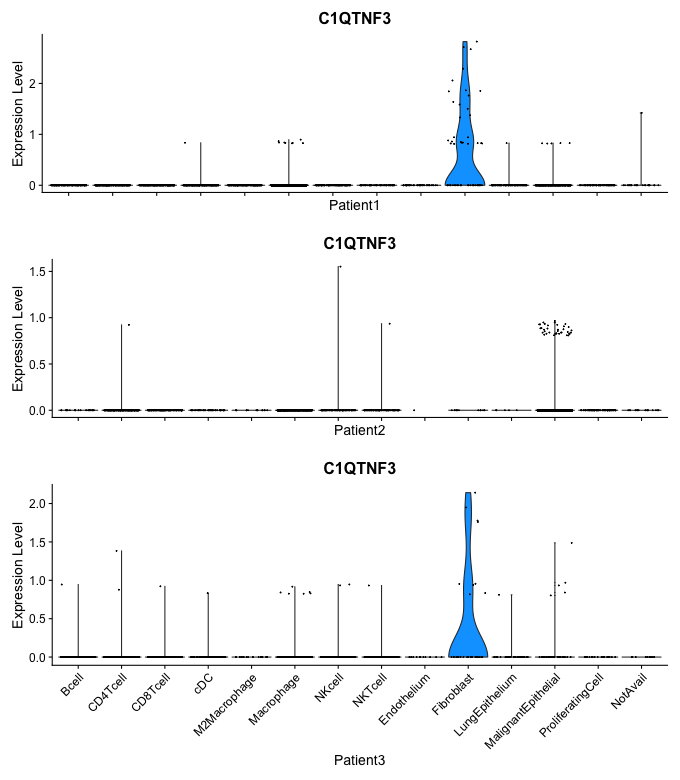 C1QTNF3
Expression Level
2
1
0
Patient1
C1QTNF3
Expression Level
1.5
1.0
0.5
0.0
Patient2
C1QTNF3
Expression Level
2.0
1.5
1.0
0.5
0.0
Bcell
CD4Tcell
CD8Tcell
cDC
M2Macrophage
Macrophage
NKcell
NKTcell
Endothelium
Fibroblast
LungEpithelium
MalignantEpithelial
ProliferatingCell
NotAvail
Patient3